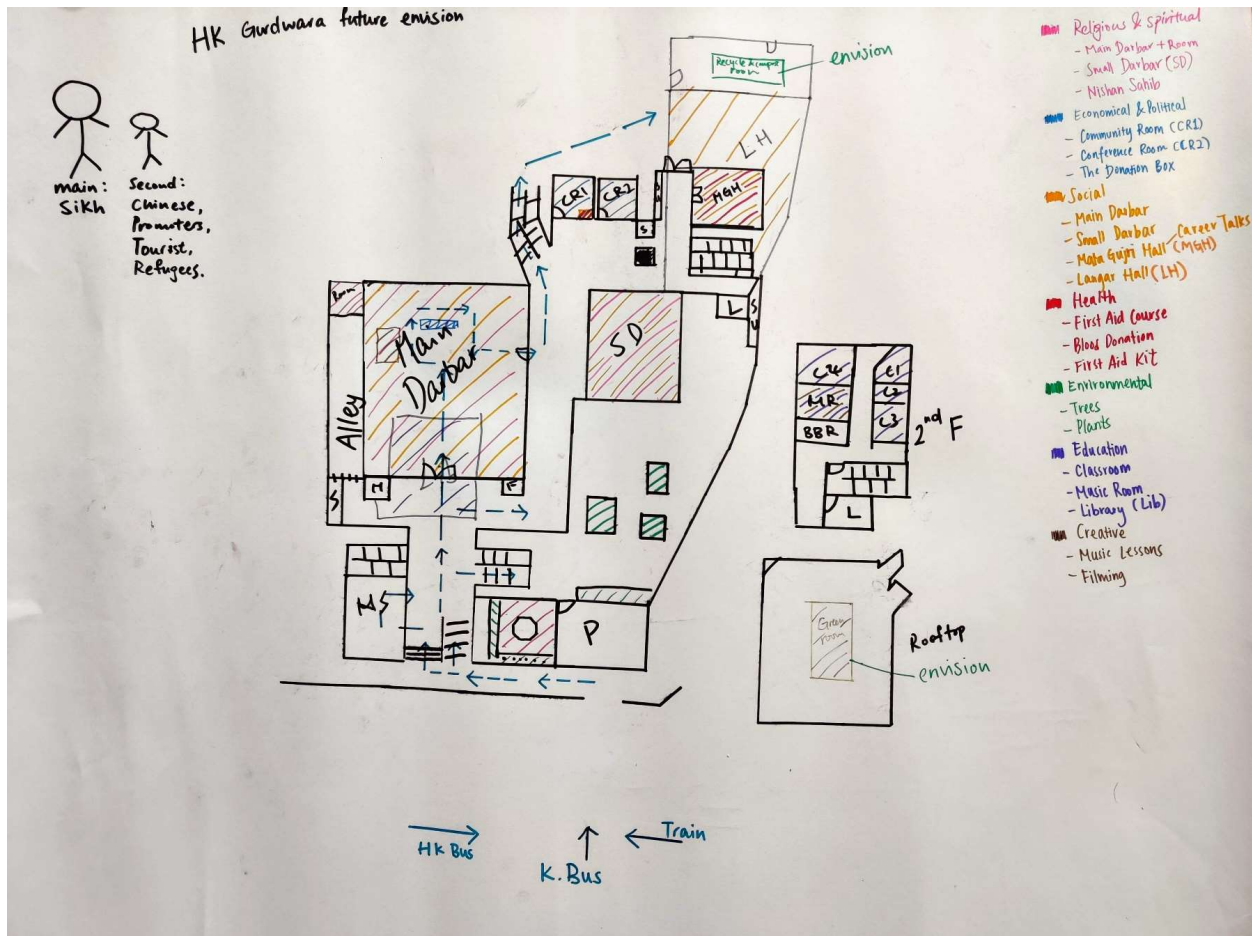 HK Gurdwara future envision
main:
Sikh
Second:
Chinese,
Promoters,
Tourist,
Refugees.
Recycle & compost
room
envision
LH
CR1
CR2
MGH
S
L
Room
Main
Darbar
SD
Alley
S
M
F
P
C4
MR
BBR
C1
C2
C3
2nd F
L
Green
room
Rooftop
envision
HK Bus
K.Bus
Train
Religious & spiritual
- Main Darbar + Room
- Small Darbar (SD)
- Nishan Sahib
Economical & Political
- Community Room (CR1)
- Conference Room (CR2)
- The Donation Box
Social
- Main Darbar
- Small Darbar
- Mata Gujri Hall (MGH) Career Talks
- Langar Hall (LH)
Health
- First Aid Course
- Blood Donation
- First Aid Kit
Environmental
- Trees
- Plants
Education
- Classroom
- Music Room
- Library (Lib)
Creative
- Music Lessons
- Filming